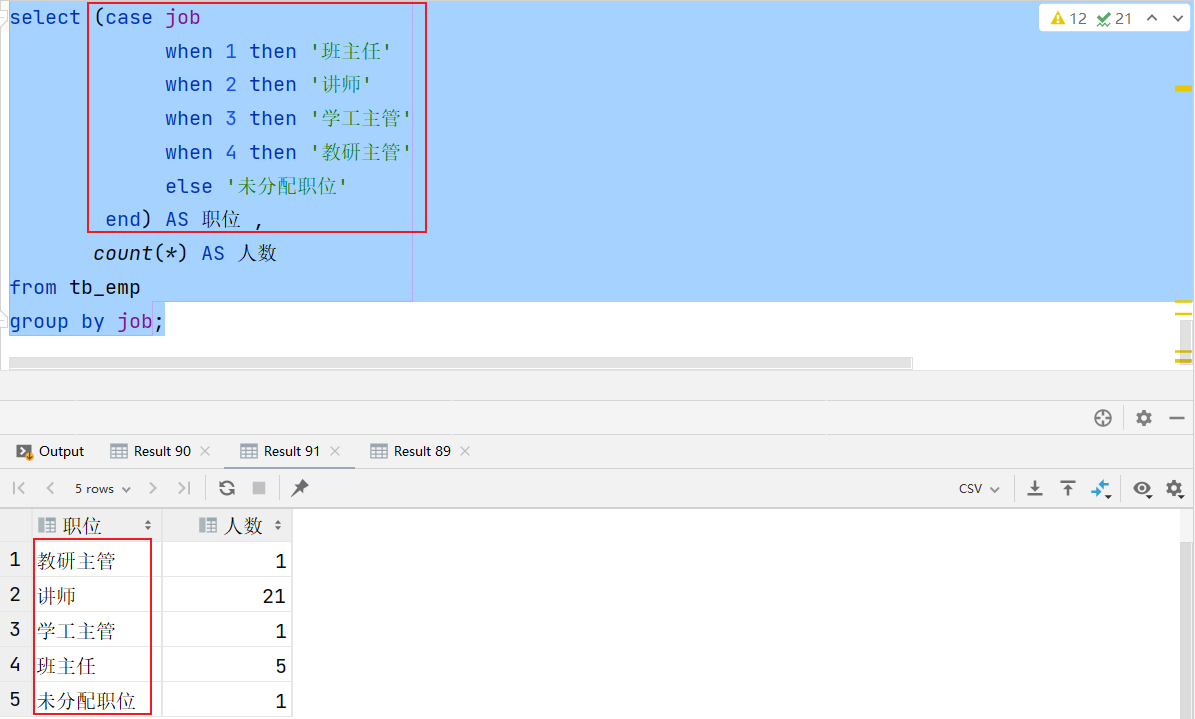 select (case job
12 21
when 1 then '班主任'
when 2 then '讲师'
when 3 then '学工主管'
when 4 then '教研主管'
else '未分配职位'
end) AS 职位 ,
count(*) AS 人数
from tb_emp
group by job;
Output Result 90 Result 91 Result 89
5 rows CSV
职位 人数
1 教研主管 1
2 讲师 21
3 学工主管 1
4 班主任 5
5 未分配职位 1